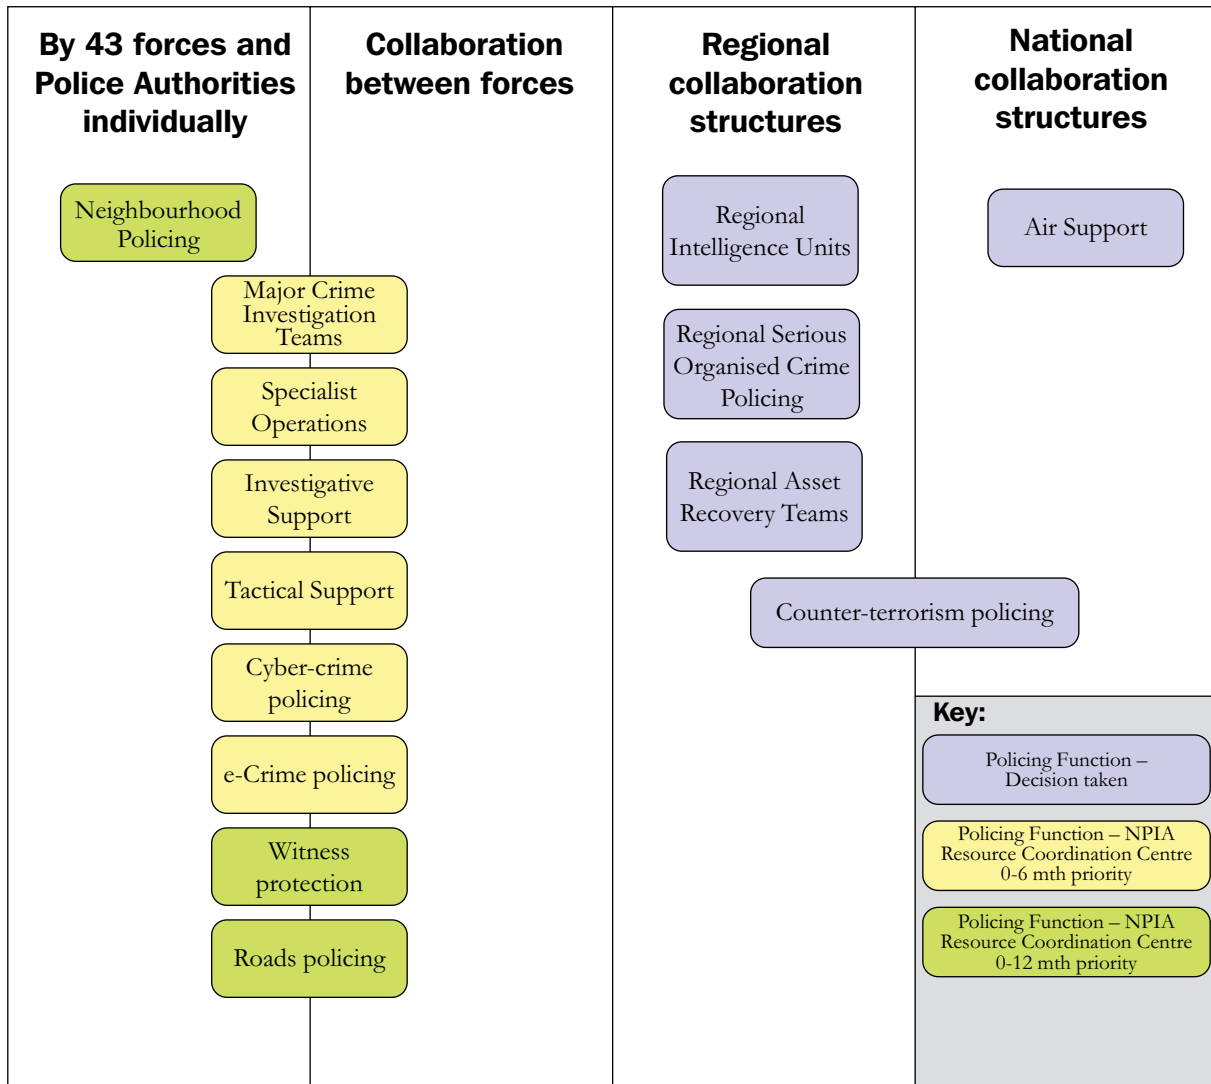 By 43 forces and
Police Authorities
individually
Collaboration
between forces
Regional
collaboration
structures
National
collaboration
structures
Neighbourhood
Policing
Major Crime
Investigation
Teams
Specialist
Operations
Investigative
Support
Tactical Support
Cyber-crime
policing
e-Crime policing
Witness
protection
Roads policing
Regional
Intelligence Units
Regional Serious
Organised Crime
Policing
Regional Asset
Recovery Teams
Air Support
Counter-terrorism policing
Key:
Policing Function –
Decision taken
Policing Function – NPIA
Resource Coordination Centre
0-6 mth priority
Policing Function – NPIA
Resource Coordination Centre
0-12 mth priority